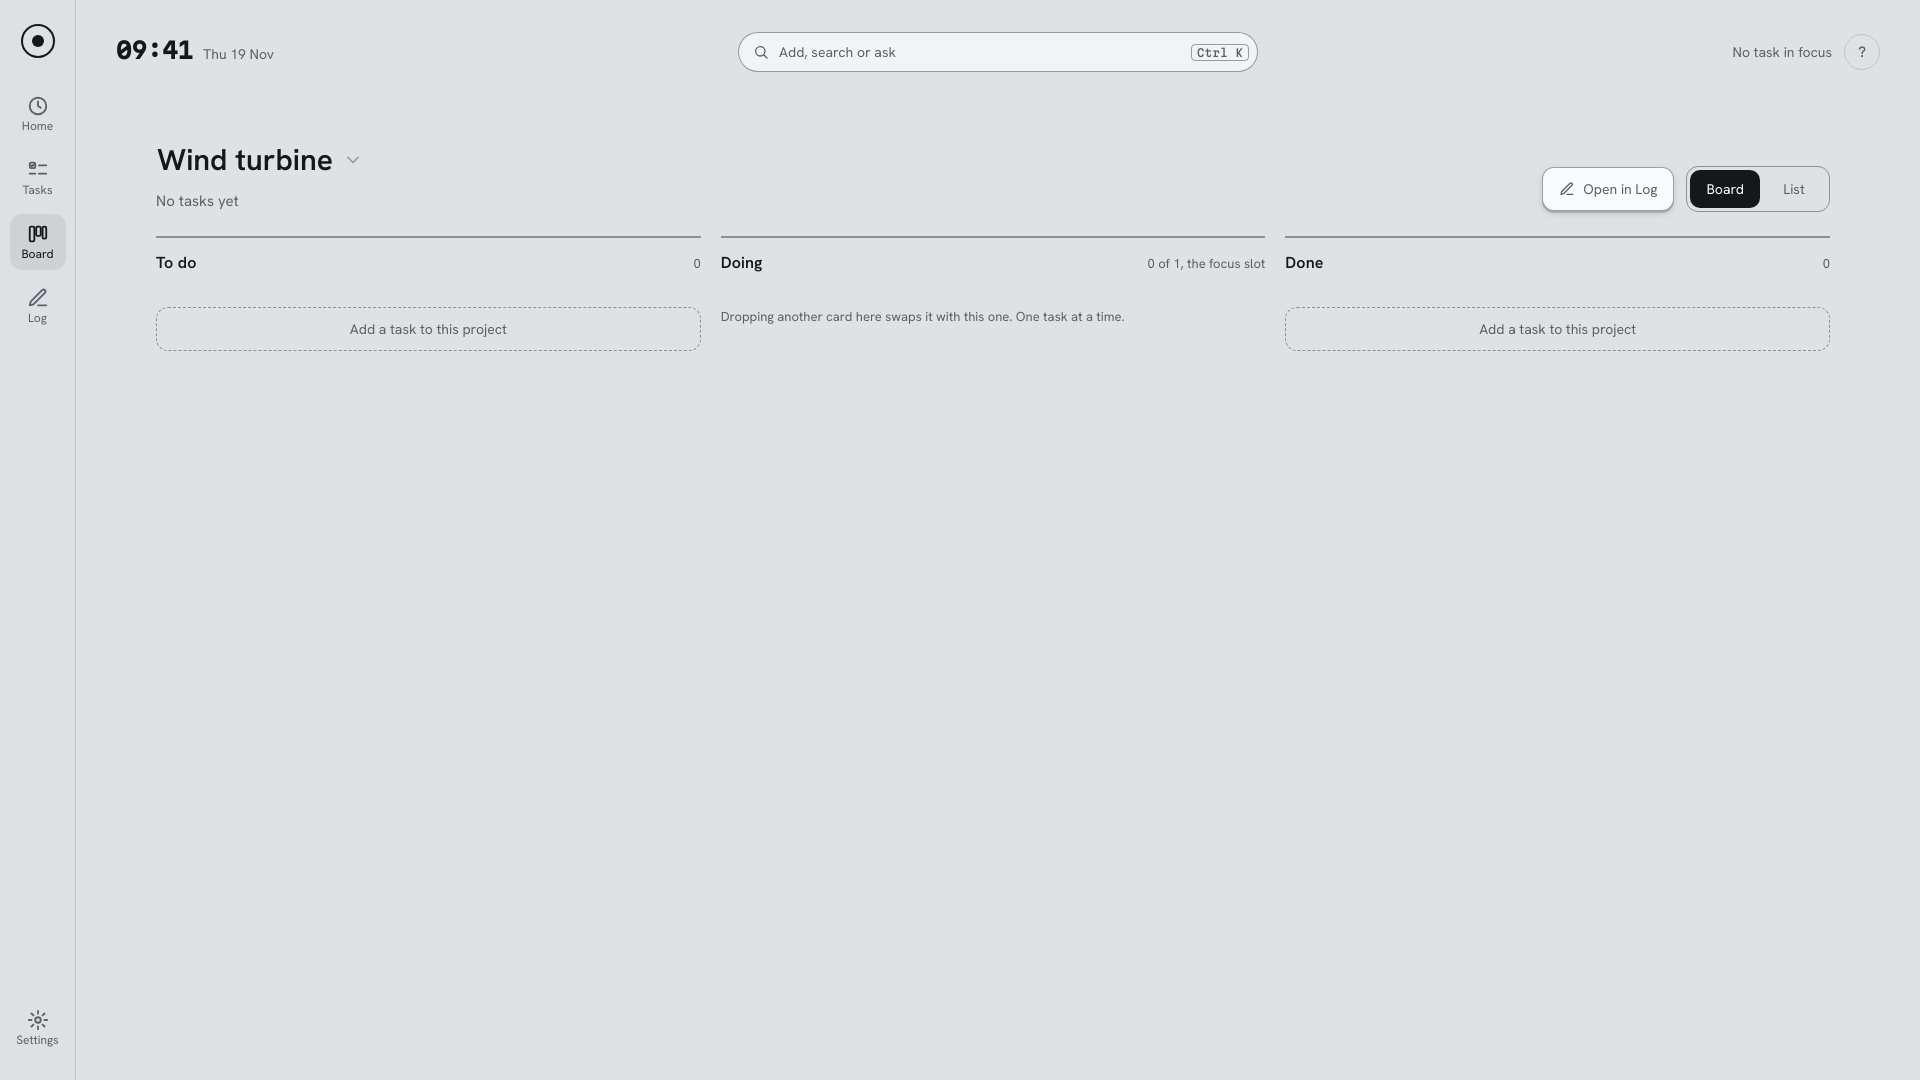 09:41 Thu 19 Nov
Add, search or ask
Ctrl K
No task in focus
?
Home
Tasks
Board
Log
Settings
Wind turbine
No tasks yet
Open in Log
Board
List
To do
0
Doing
0 of 1, the focus slot
Done
0
Add a task to this project
Dropping another card here swaps it with this one. One task at a time.
Add a task to this project